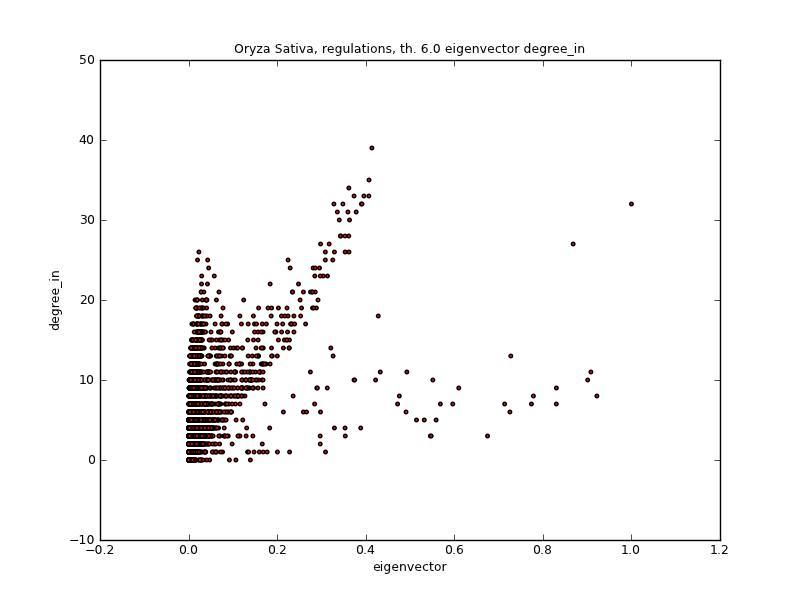 Oryza Sativa, regulations, th. 6.0 eigenvector degree_in
50
40
30
20
10
0
−10
degree_in
−0.2 0.0 0.2 0.4 0.6 0.8 1.0 1.2
eigenvector